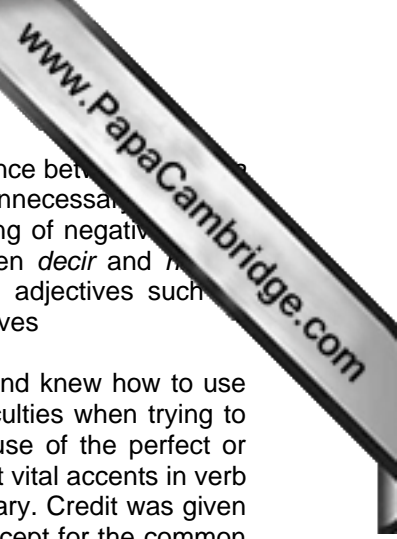 www.PapaCambridge.com
nce bet
nnecessar
ng of negativ
en decir and
adjectives such
ves
nd knew how to use
culties when trying to
use of the perfect or
t vital accents in verb
ary. Credit was given
cept for the common